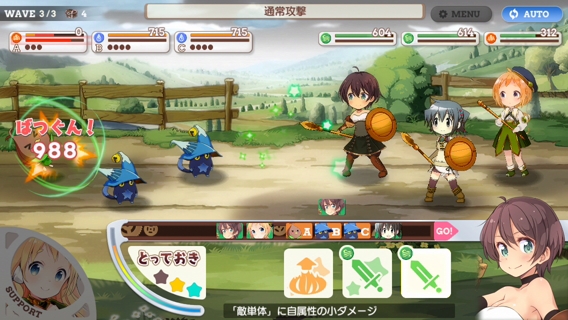 WAVE 3/3 4
通常攻撃
MENU
AUTO
0
715
715
604
614
312
A
B
C
ばつぐん!
988
A B C
GO!
とっておき
SUPPORT
「敵単体」に自属性の小ダメージ